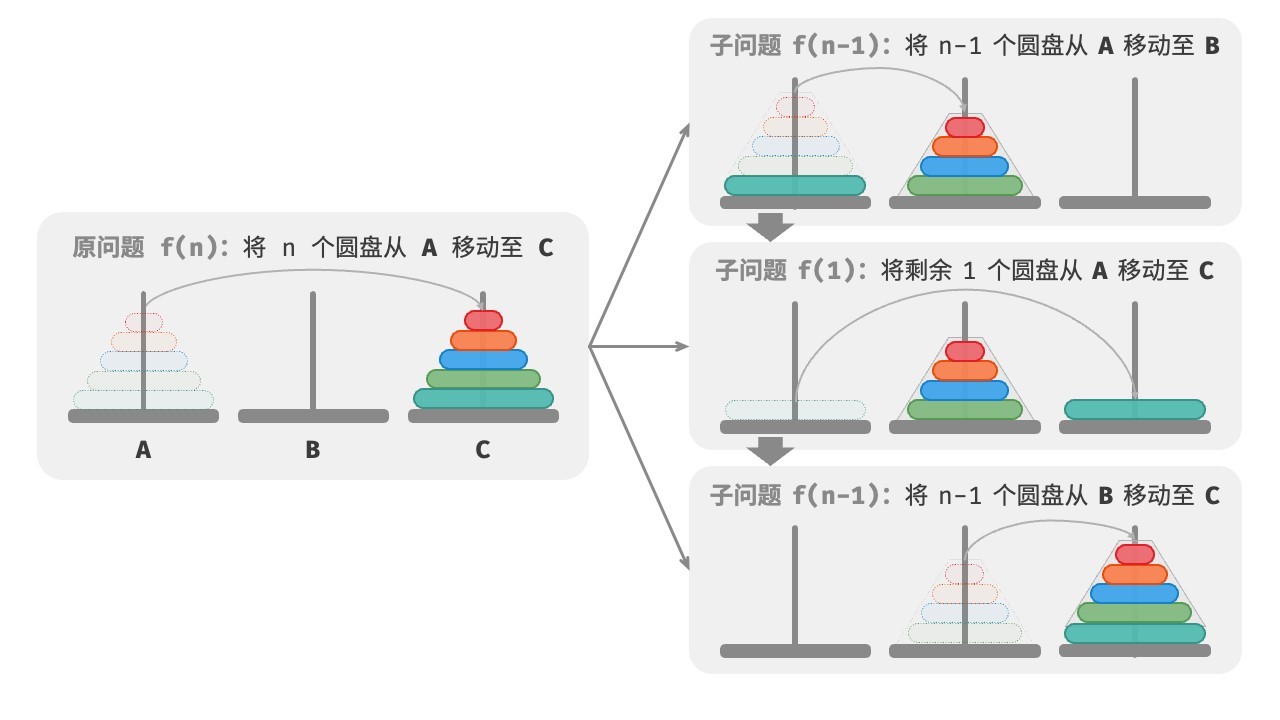 原问题 f(n)：将 n 个圆盘从 A 移动至 C
A
B
C
子问题 f(n-1)：将 n-1 个圆盘从 A 移动至 B
子问题 f(1)：将剩余 1 个圆盘从 A 移动至 C
子问题 f(n-1)：将 n-1 个圆盘从 B 移动至 C